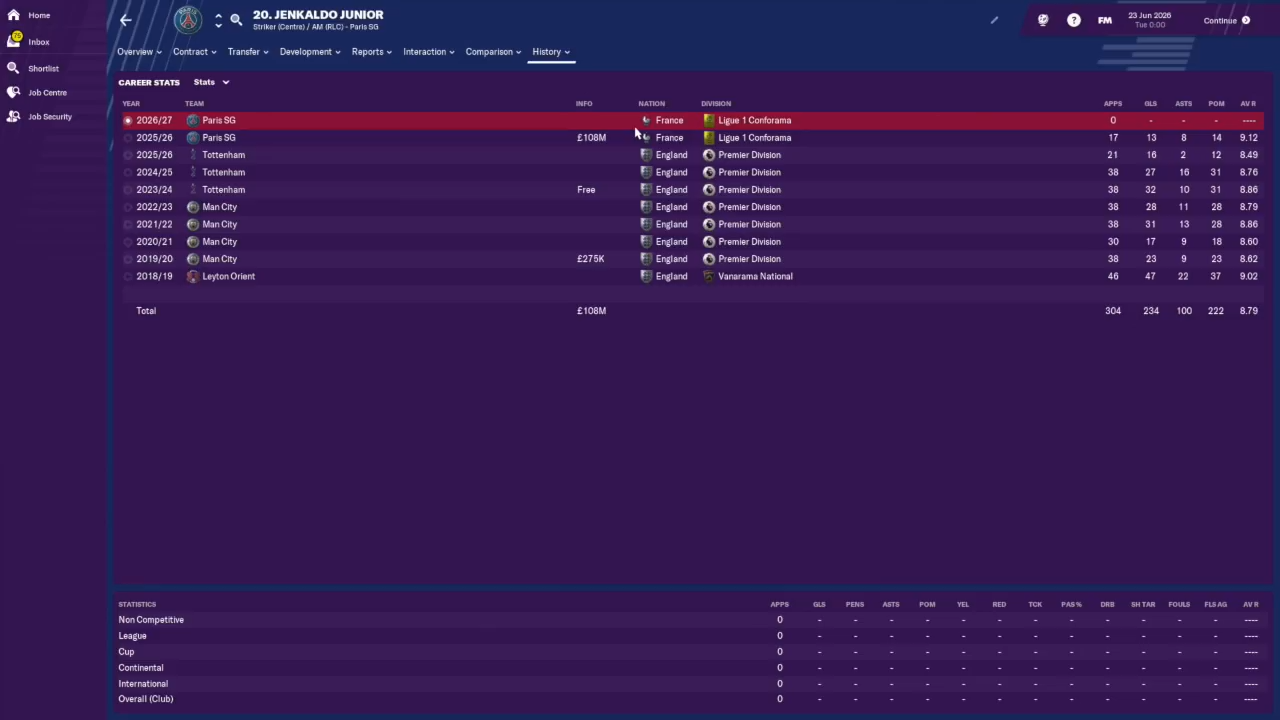 Home
75
Inbox
Shortlist
Job Centre
Job Security
20. JENKALDO JUNIOR
Striker (Centre) / AM (RLC) - Paris SG
FM
23 Jun 2026
Tue 0:00
Continue
Overview Contract Transfer Development Reports Interaction Comparison History
CAREER STATS Stats
YEAR TEAM INFO NATION DIVISION APPS GLS ASTS POM AV R
2026/27 Paris SG France Ligue 1 Conforama 0 - - - ----
2025/26 Paris SG £108M France Ligue 1 Conforama 17 13 8 14 9.12
2025/26 Tottenham England Premier Division 21 16 2 12 8.49
2024/25 Tottenham England Premier Division 38 27 16 31 8.76
2023/24 Tottenham Free England Premier Division 38 32 10 31 8.86
2022/23 Man City England Premier Division 38 28 11 28 8.79
2021/22 Man City England Premier Division 38 31 13 28 8.86
2020/21 Man City England Premier Division 30 17 9 18 8.60
2019/20 Man City £275K England Premier Division 38 23 9 23 8.62
2018/19 Leyton Orient England Vanarama National 46 47 22 37 9.02
Total £108M 304 234 100 222 8.79
STATISTICS APPS GLS PENS ASTS POM YEL RED TCK PAS % DRB SH TAR FOULS FLS AG AV R
Non Competitive 0 - - - - - - - - - - - - ----
League 0 - - - - - - - - - - - - ----
Cup 0 - - - - - - - - - - - - ----
Continental 0 - - - - - - - - - - - - ----
International 0 - - - - - - - - - - - - ----
Overall (Club) 0 - - - - - - - - - - - - ----